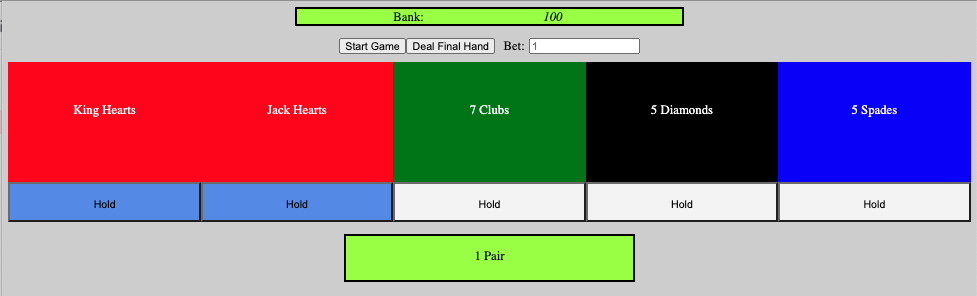 Bank: 100
Start Game Deal Final Hand Bet: 1
King Hearts Jack Hearts 7 Clubs 5 Diamonds 5 Spades
Hold Hold Hold Hold Hold
1 Pair